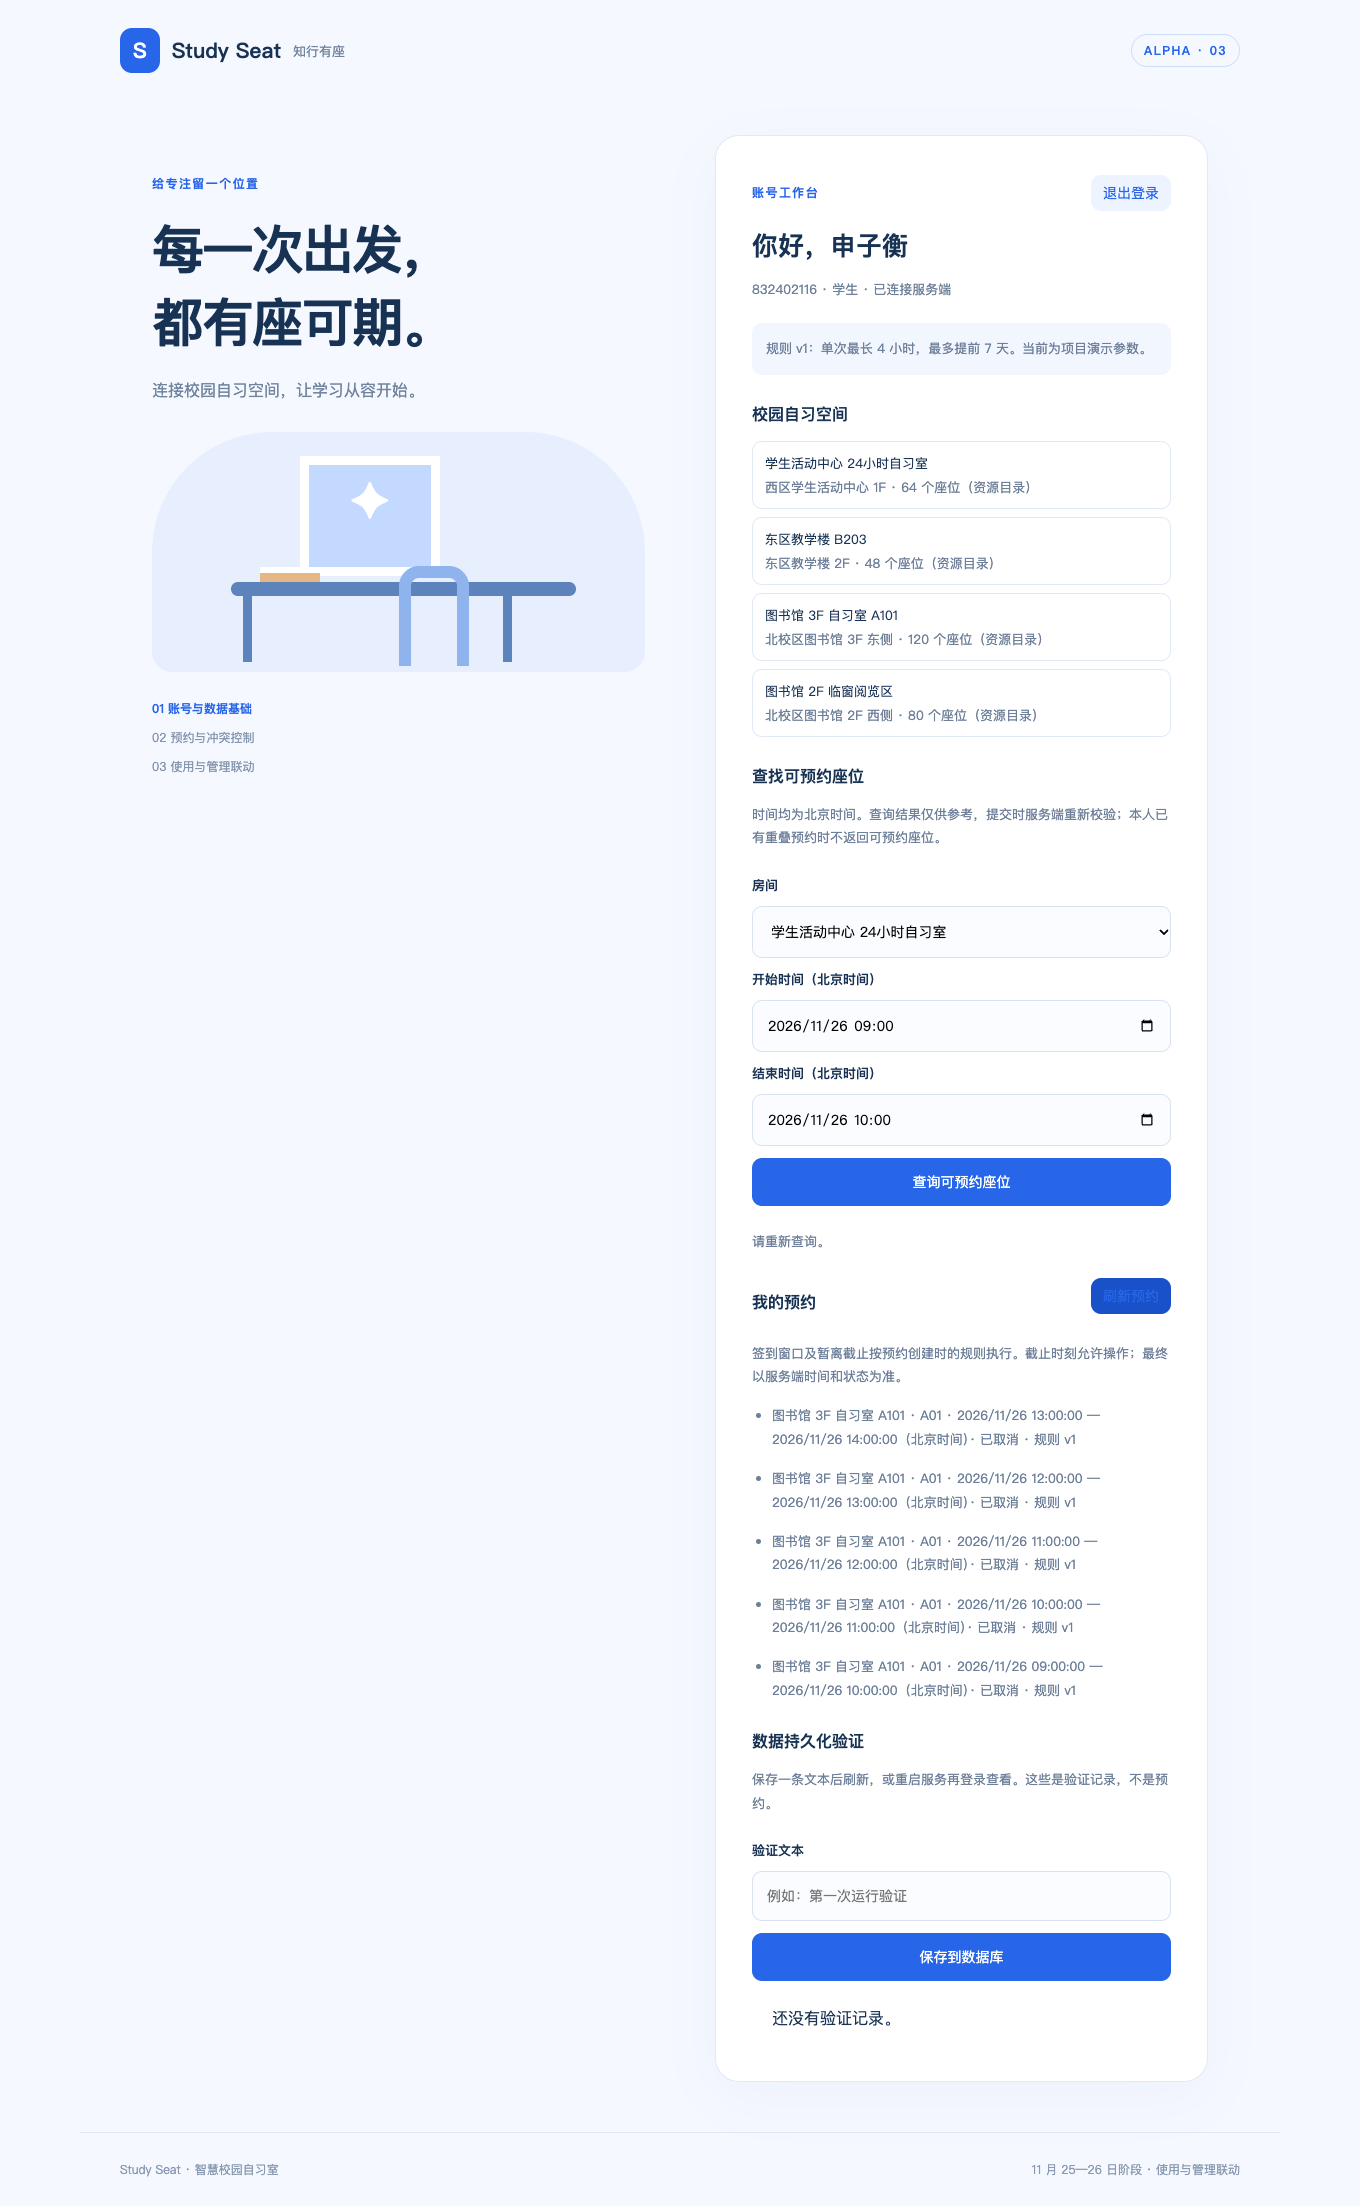 S Study Seat 知行有座
ALPHA · 03
给专注留一个位置
每一次出发，
都有座可期。
连接校园自习空间，让学习从容开始。
01 账号与数据基础
02 预约与冲突控制
03 使用与管理联动
账号工作台
退出登录
你好，申子衡
832402116 · 学生 · 已连接服务端
规则 v1：单次最长 4 小时，最多提前 7 天。当前为项目演示参数。
校园自习空间
学生活动中心 24小时自习室
西区学生活动中心 1F · 64 个座位（资源目录）
东区教学楼 B203
东区教学楼 2F · 48 个座位（资源目录）
图书馆 3F 自习室 A101
北校区图书馆 3F 东侧 · 120 个座位（资源目录）
图书馆 2F 临窗阅览区
北校区图书馆 2F 西侧 · 80 个座位（资源目录）
查找可预约座位
时间均为北京时间。查询结果仅供参考，提交时服务端重新校验；本人已
有重叠预约时不返回可预约座位。
房间
学生活动中心 24小时自习室
开始时间（北京时间）
2026/11/26 09:00
结束时间（北京时间）
2026/11/26 10:00
查询可预约座位
请重新查询。
我的预约
刷新预约
签到窗口及暂离截止按预约创建时的规则执行。截止时刻允许操作；最终
以服务端时间和状态为准。
图书馆 3F 自习室 A101 · A01 · 2026/11/26 13:00:00 —
2026/11/26 14:00:00（北京时间）· 已取消 · 规则 v1
图书馆 3F 自习室 A101 · A01 · 2026/11/26 12:00:00 —
2026/11/26 13:00:00（北京时间）· 已取消 · 规则 v1
图书馆 3F 自习室 A101 · A01 · 2026/11/26 11:00:00 —
2026/11/26 12:00:00（北京时间）· 已取消 · 规则 v1
图书馆 3F 自习室 A101 · A01 · 2026/11/26 10:00:00 —
2026/11/26 11:00:00（北京时间）· 已取消 · 规则 v1
图书馆 3F 自习室 A101 · A01 · 2026/11/26 09:00:00 —
2026/11/26 10:00:00（北京时间）· 已取消 · 规则 v1
数据持久化验证
保存一条文本后刷新，或重启服务再登录查看。这些是验证记录，不是预
约。
验证文本
例如：第一次运行验证
保存到数据库
还没有验证记录。
Study Seat · 智慧校园自习室
11 月 25—26 日阶段 · 使用与管理联动